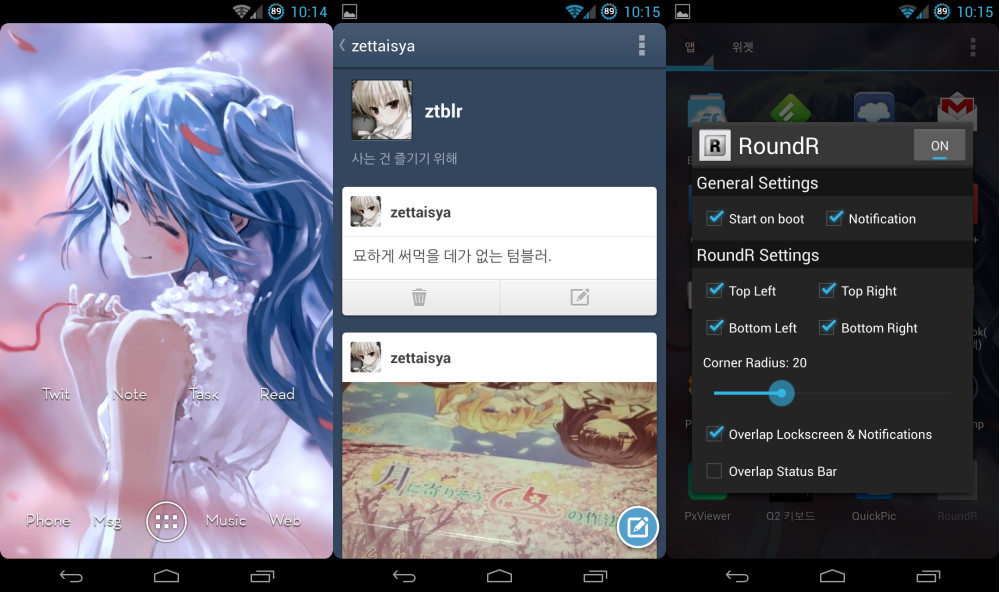 89 10:14
Twit Note Task Read
Phone Msg Music Web
89 10:15
zettaisya
ztblr
사는 건 즐기기 위해
zettaisya
묘하게 써먹을 데가 없는 텀블러.
zettaisya
月に寄りそう
乙女の作法
89 10:15
앱 위젯
R RoundR ON
General Settings
Start on boot Notification
RoundR Settings
Top Left Top Right
Bottom Left Bottom Right
Corner Radius: 20
Overlap Lockscreen & Notifications
Overlap Status Bar
PxViewer Q2 키보드 QuickPic RoundR